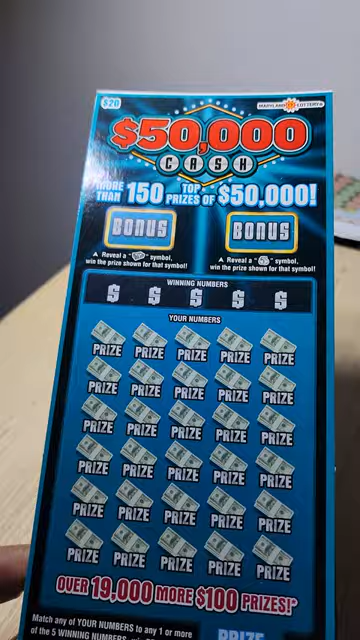 $20
MARYLAND LOTTERY
$50,000
CASH
MORE THAN 150 TOP PRIZES OF $50,000!
BONUS
BONUS
▲ Reveal a " " symbol,
win the prize shown for that symbol!
▲ Reveal a " " symbol,
win the prize shown for that symbol!
WINNING NUMBERS
$ $ $ $ $
YOUR NUMBERS
PRIZE PRIZE PRIZE PRIZE PRIZE
PRIZE PRIZE PRIZE PRIZE PRIZE
PRIZE PRIZE PRIZE PRIZE PRIZE
PRIZE PRIZE PRIZE PRIZE PRIZE
PRIZE PRIZE PRIZE PRIZE PRIZE
PRIZE PRIZE PRIZE PRIZE PRIZE
OVER 19,000 MORE $100 PRIZES!*
Match any of YOUR NUMBERS to any 1 or more
of the 5 WINNING NUMBERS,
PRIZE